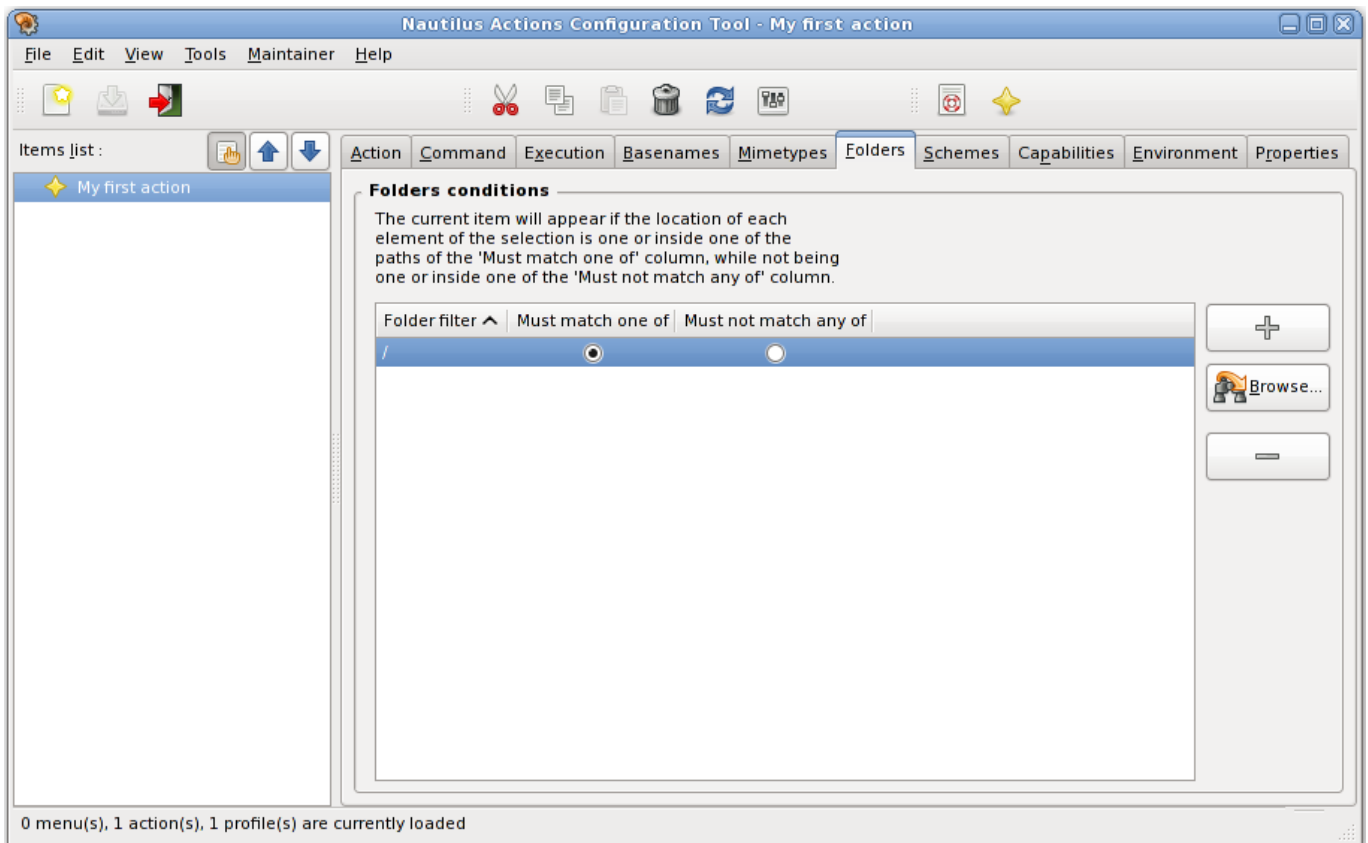 Nautilus Actions Configuration Tool - My first action
File Edit View Tools Maintainer Help
Items list :
Action Command Execution Basenames Mimetypes Folders Schemes Capabilities Environment Properties
My first action
Folders conditions
The current item will appear if the location of each
element of the selection is one or inside one of the
paths of the 'Must match one of' column, while not being
one or inside one of the 'Must not match any of' column.
Folder filter Must match one of Must not match any of
/
Browse...
0 menu(s), 1 action(s), 1 profile(s) are currently loaded